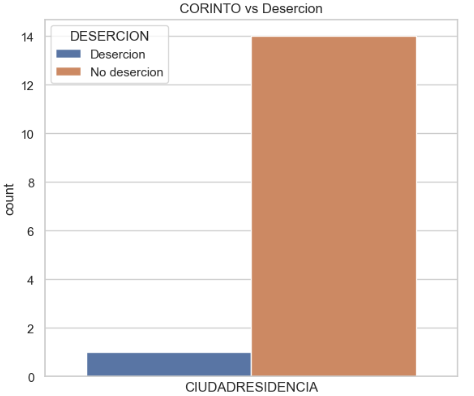 CORINTO vs Desercion
DESERCION
Desercion
No desercion
14
12
10
8
6
4
2
0
count
CIUDADRESIDENCIA